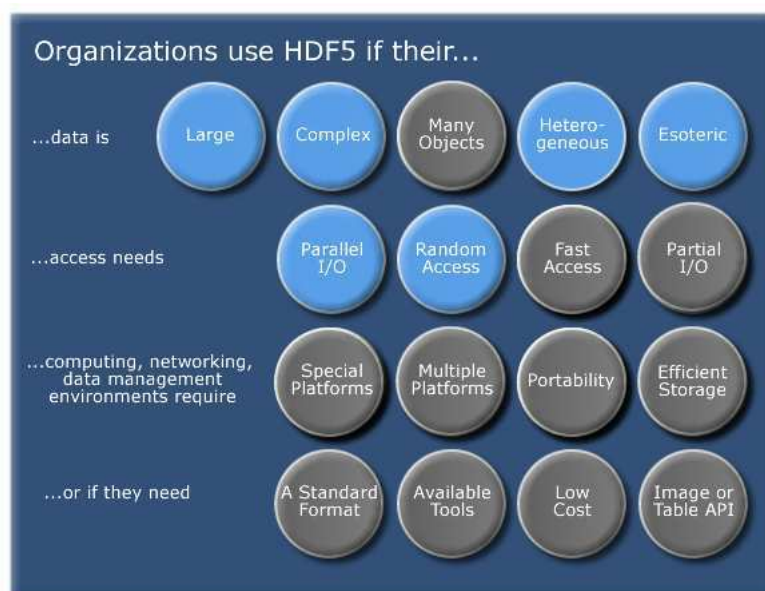 Organizations use HDF5 if their...
...data is
Large
Complex
Many
Objects
Hetero-
geneous
Esoteric
...access needs
Parallel
I/O
Random
Access
Fast
Access
Partial
I/O
...computing, networking,
data management
environments require
Special
Platforms
Multiple
Platforms
Portability
Efficient
Storage
...or if they need
A Standard
Format
Available
Tools
Low
Cost
Image or
Table API